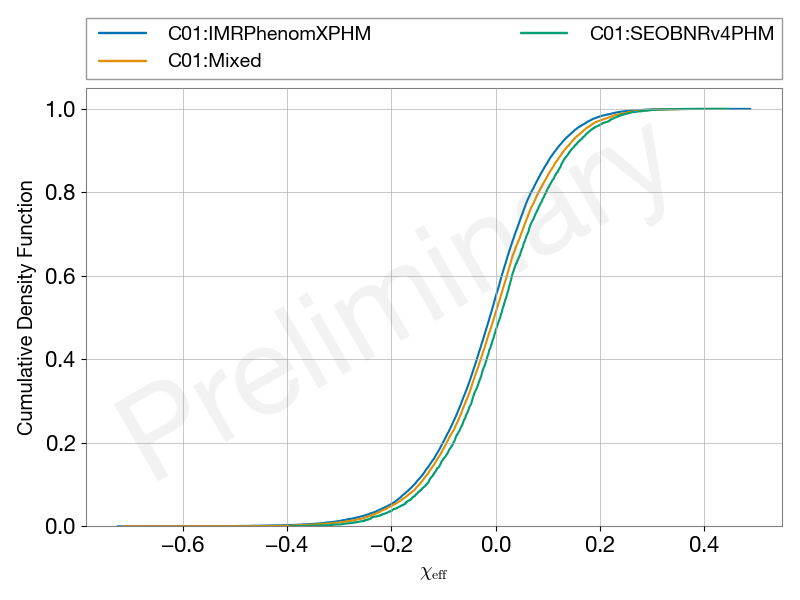 C01:IMRPhenomXPHM
C01:Mixed
C01:SEOBNRv4PHM
Cumulative Density Function
1.0
0.8
0.6
0.4
0.2
0.0
Preliminary
−0.6 −0.4 −0.2 0.0 0.2 0.4
χeff